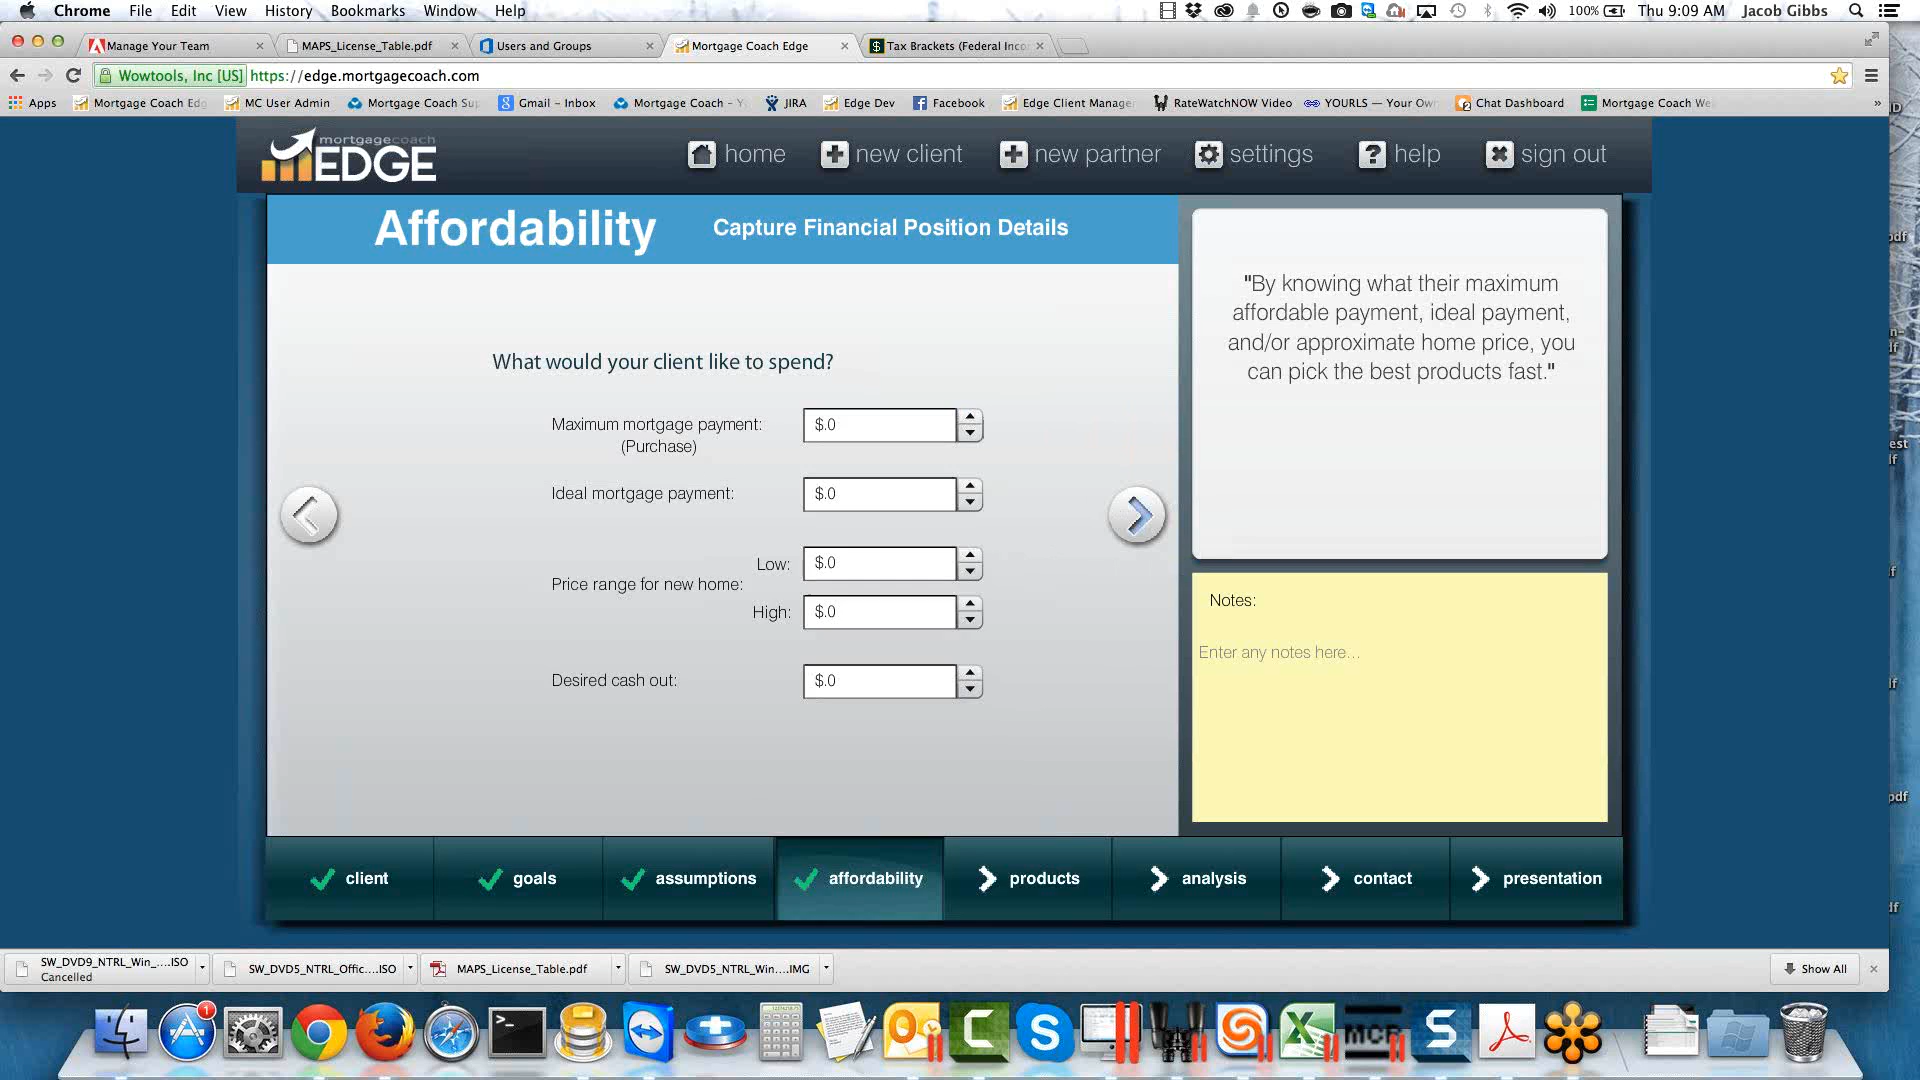 Chrome File Edit View History Bookmarks Window Help 100% Thu 9:09 AM Jacob Gibbs
Manage Your Team MAPS_License_Table.pdf Users and Groups Mortgage Coach Edge Tax Brackets (Federal Inco
Wowtools, Inc [US] https://edge.mortgagecoach.com
Apps Mortgage Coach Ed MC User Admin Mortgage Coach Su Gmail – Inbox Mortgage Coach – Y JIRA Edge Dev Facebook Edge Client Manage RateWatchNOW Video YOURLS — Your Ow Chat Dashboard Mortgage Coach We »
mortgagecoach
EDGE
home new client new partner settings help sign out
Affordability Capture Financial Position Details
"By knowing what their maximum
affordable payment, ideal payment,
and/or approximate home price, you
can pick the best products fast."
What would your client like to spend?
Maximum mortgage payment: $.0
(Purchase)
Ideal mortgage payment: $.0
Low: $.0
Price range for new home:
High: $.0
Desired cash out: $.0
Notes:
Enter any notes here...
client goals assumptions affordability products analysis contact presentation
SW_DVD9_NTRL_Win_....ISO
Cancelled
SW_DVD5_NTRL_Offic....ISO MAPS_License_Table.pdf SW_DVD5_NTRL_Win....IMG Show All
1
MCR